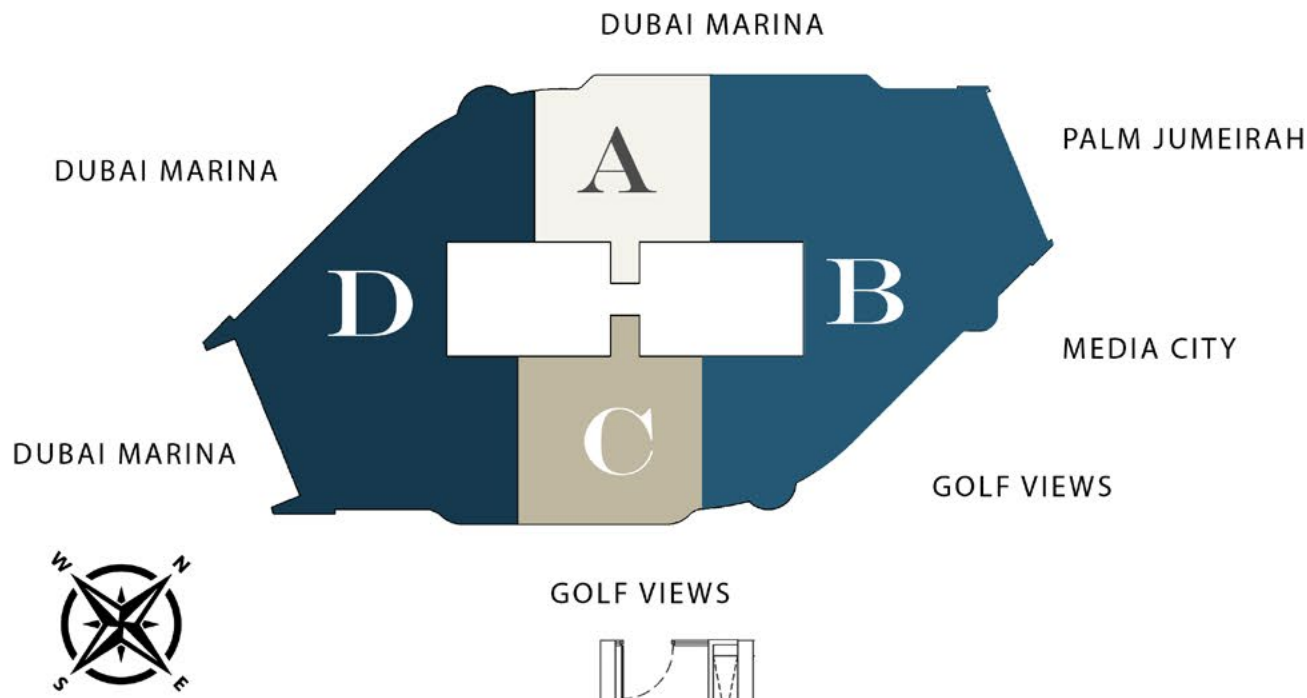 DUBAI MARINA
PALM JUMEIRAH
DUBAI MARINA
A
D
B
MEDIA CITY
C
DUBAI MARINA
GOLF VIEWS
W N
GOLF VIEWS
S E